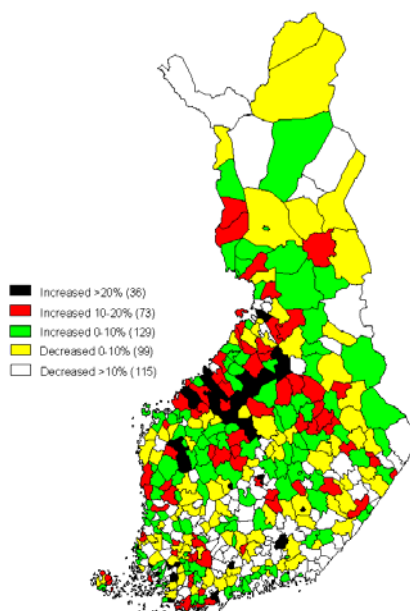 Increased >20% (36)
Increased 10-20% (73)
Increased 0-10% (129)
Decreased 0-10% (99)
Decreased >10% (115)